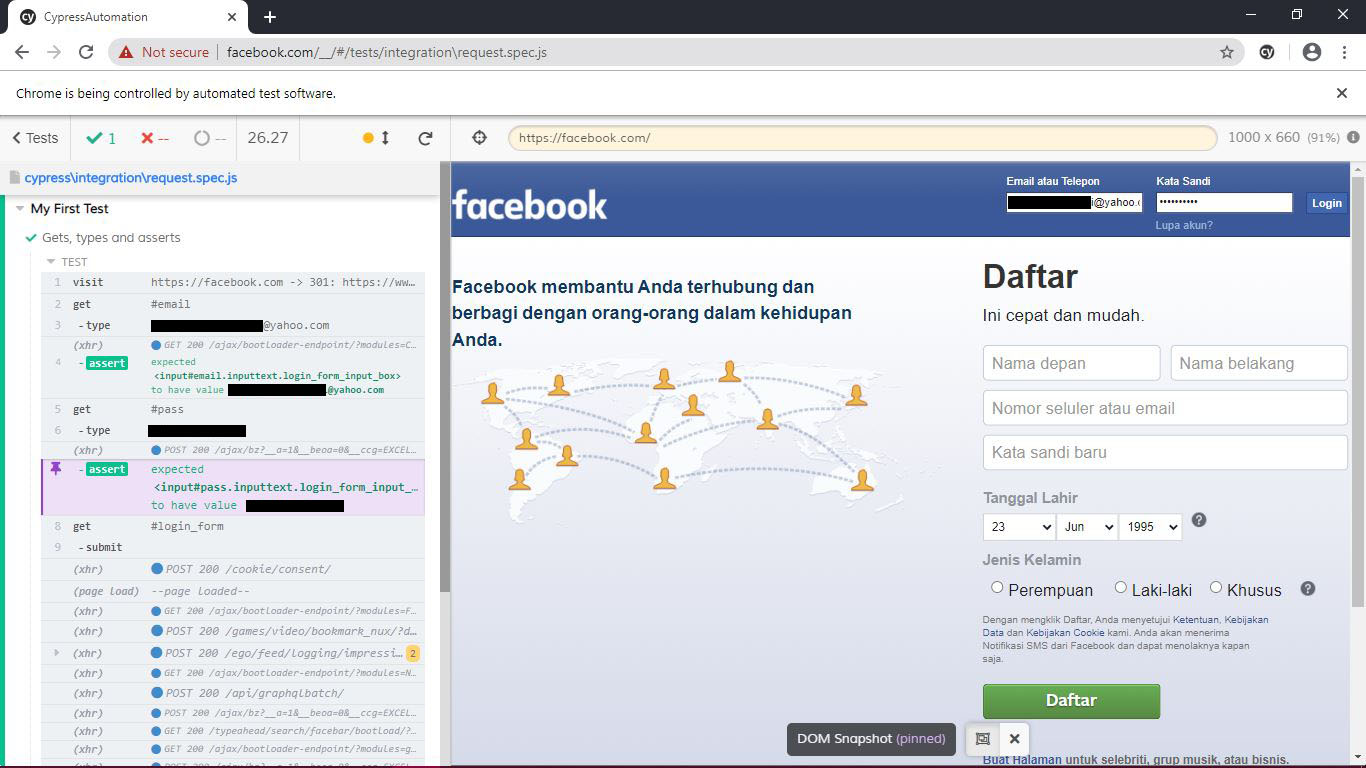 CypressAutomation
Not secure facebook.com/__/#/tests/integration\request.spec.js
Chrome is being controlled by automated test software.
Tests 1 -- -- 26.27 https://facebook.com/ 1000 x 660 (91%)
cypress\integration\request.spec.js
My First Test
Gets, types and asserts
TEST
1 visit https://facebook.com -> 301: https://ww…
2 get #email
3 -type @yahoo.com
(xhr) GET 200 /ajax/bootloader-endpoint/?modules=C…
4 -assert expected
<input#email.inputtext.login_form_input_box>
to have value @yahoo.com
5 get #pass
6 -type
(xhr) POST 200 /ajax/bz?__a=1&__beoa=0&__ccg=EXCEL…
-assert expected
<input#pass.inputtext.login_form_input_…
to have value
8 get #login_form
9 -submit
(xhr) POST 200 /cookie/consent/
(page load) --page loaded--
(xhr) GET 200 /ajax/bootloader-endpoint/?modules=F…
(xhr) POST 200 /games/video/bookmark_nux/?d…
(xhr) POST 200 /ego/feed/logging/impressi… 2
(xhr) GET 200 /ajax/bootloader-endpoint/?modules=N…
(xhr) POST 200 /api/graphqlbatch/
(xhr) POST 200 /ajax/bz?__a=1&__beoa=0&__ccg=EXCEL…
(xhr) GET 200 /typeahead/search/facebar/bootload/?…
(xhr) GET 200 /ajax/bootloader-endpoint/?modules=g…
facebook
Email atau Telepon Kata Sandi
i@yahoo.c •••••••••• Login
Lupa akun?
Facebook membantu Anda terhubung dan
berbagi dengan orang-orang dalam kehidupan
Anda.
Daftar
Ini cepat dan mudah.
Nama depan Nama belakang
Nomor seluler atau email
Kata sandi baru
Tanggal Lahir
23 Jun 1995
Jenis Kelamin
Perempuan Laki-laki Khusus
Dengan mengklik Daftar, Anda menyetujui Ketentuan, Kebijakan
Data dan Kebijakan Cookie kami. Anda akan menerima
Notifikasi SMS dari Facebook dan dapat menolaknya kapan
saja.
Daftar
DOM Snapshot (pinned)
Buat Halaman untuk selebriti, grup musik, atau bisnis.